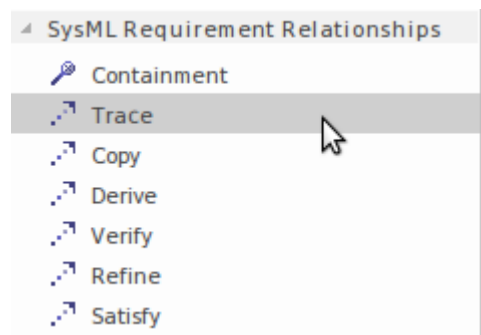 SysML Requirement Relationships
Containment
Trace
Copy
Derive
Verify
Refine
Satisfy